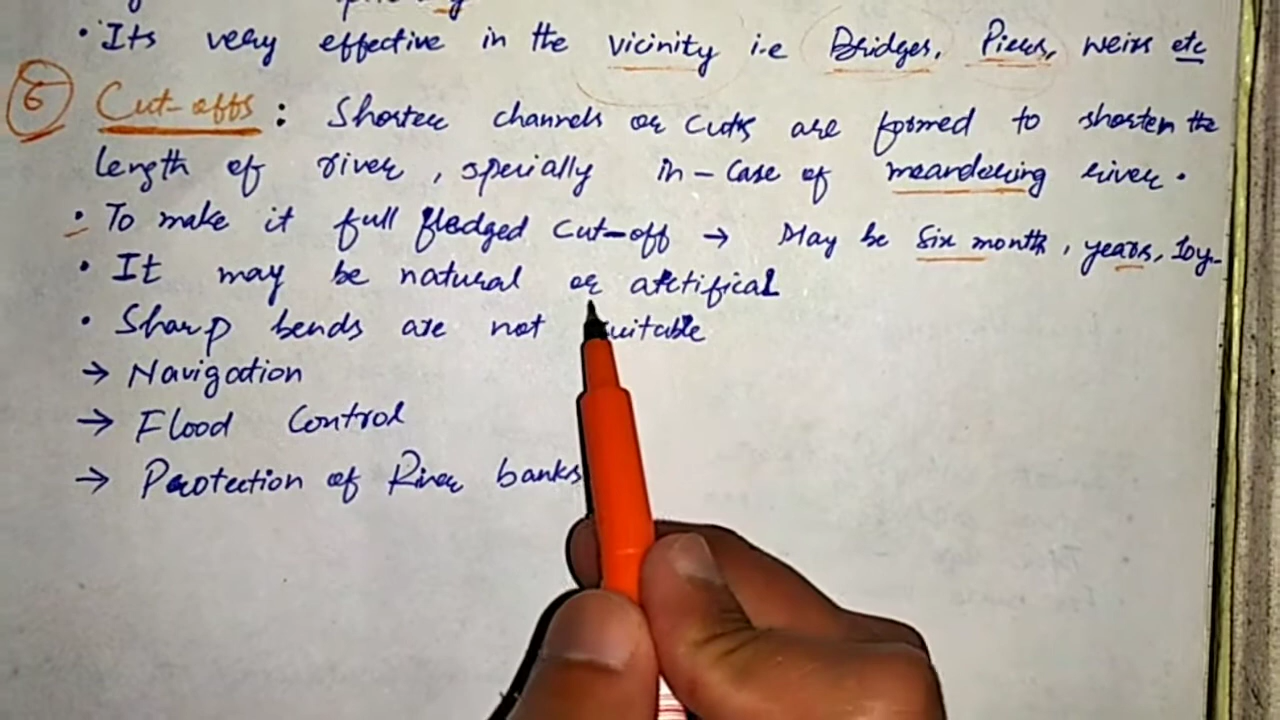 • Its very effective in the vicinity i.e Bridges, Piers, weirs etc
6 Cut-offs : Shorter channels or cuts are formed to shorten the
length of river, specially in-case of meandering river.
• To make it full fledged Cut-off → May be six month, years, 10y-
• It may be natural or artifical
• Sharp bends are not suitable
→ Navigation
→ Flood Control
→ Protection of River banks